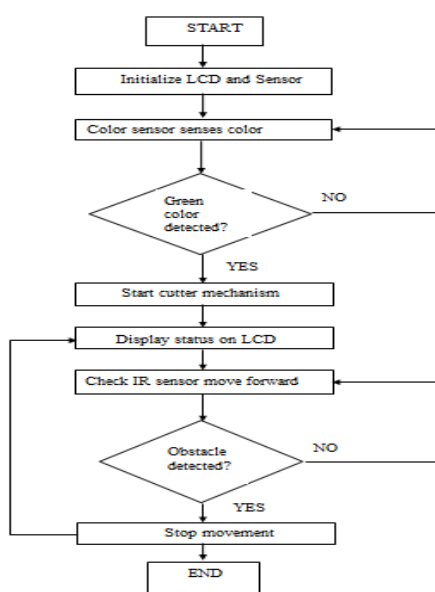 START
Initialize LCD and Sensor
Color sensor senses color
Green
color
detected?
NO
YES
Start cutter mechanism
Display status on LCD
Check IR sensor move forward
Obstacle
detected?
NO
YES
Stop movement
END